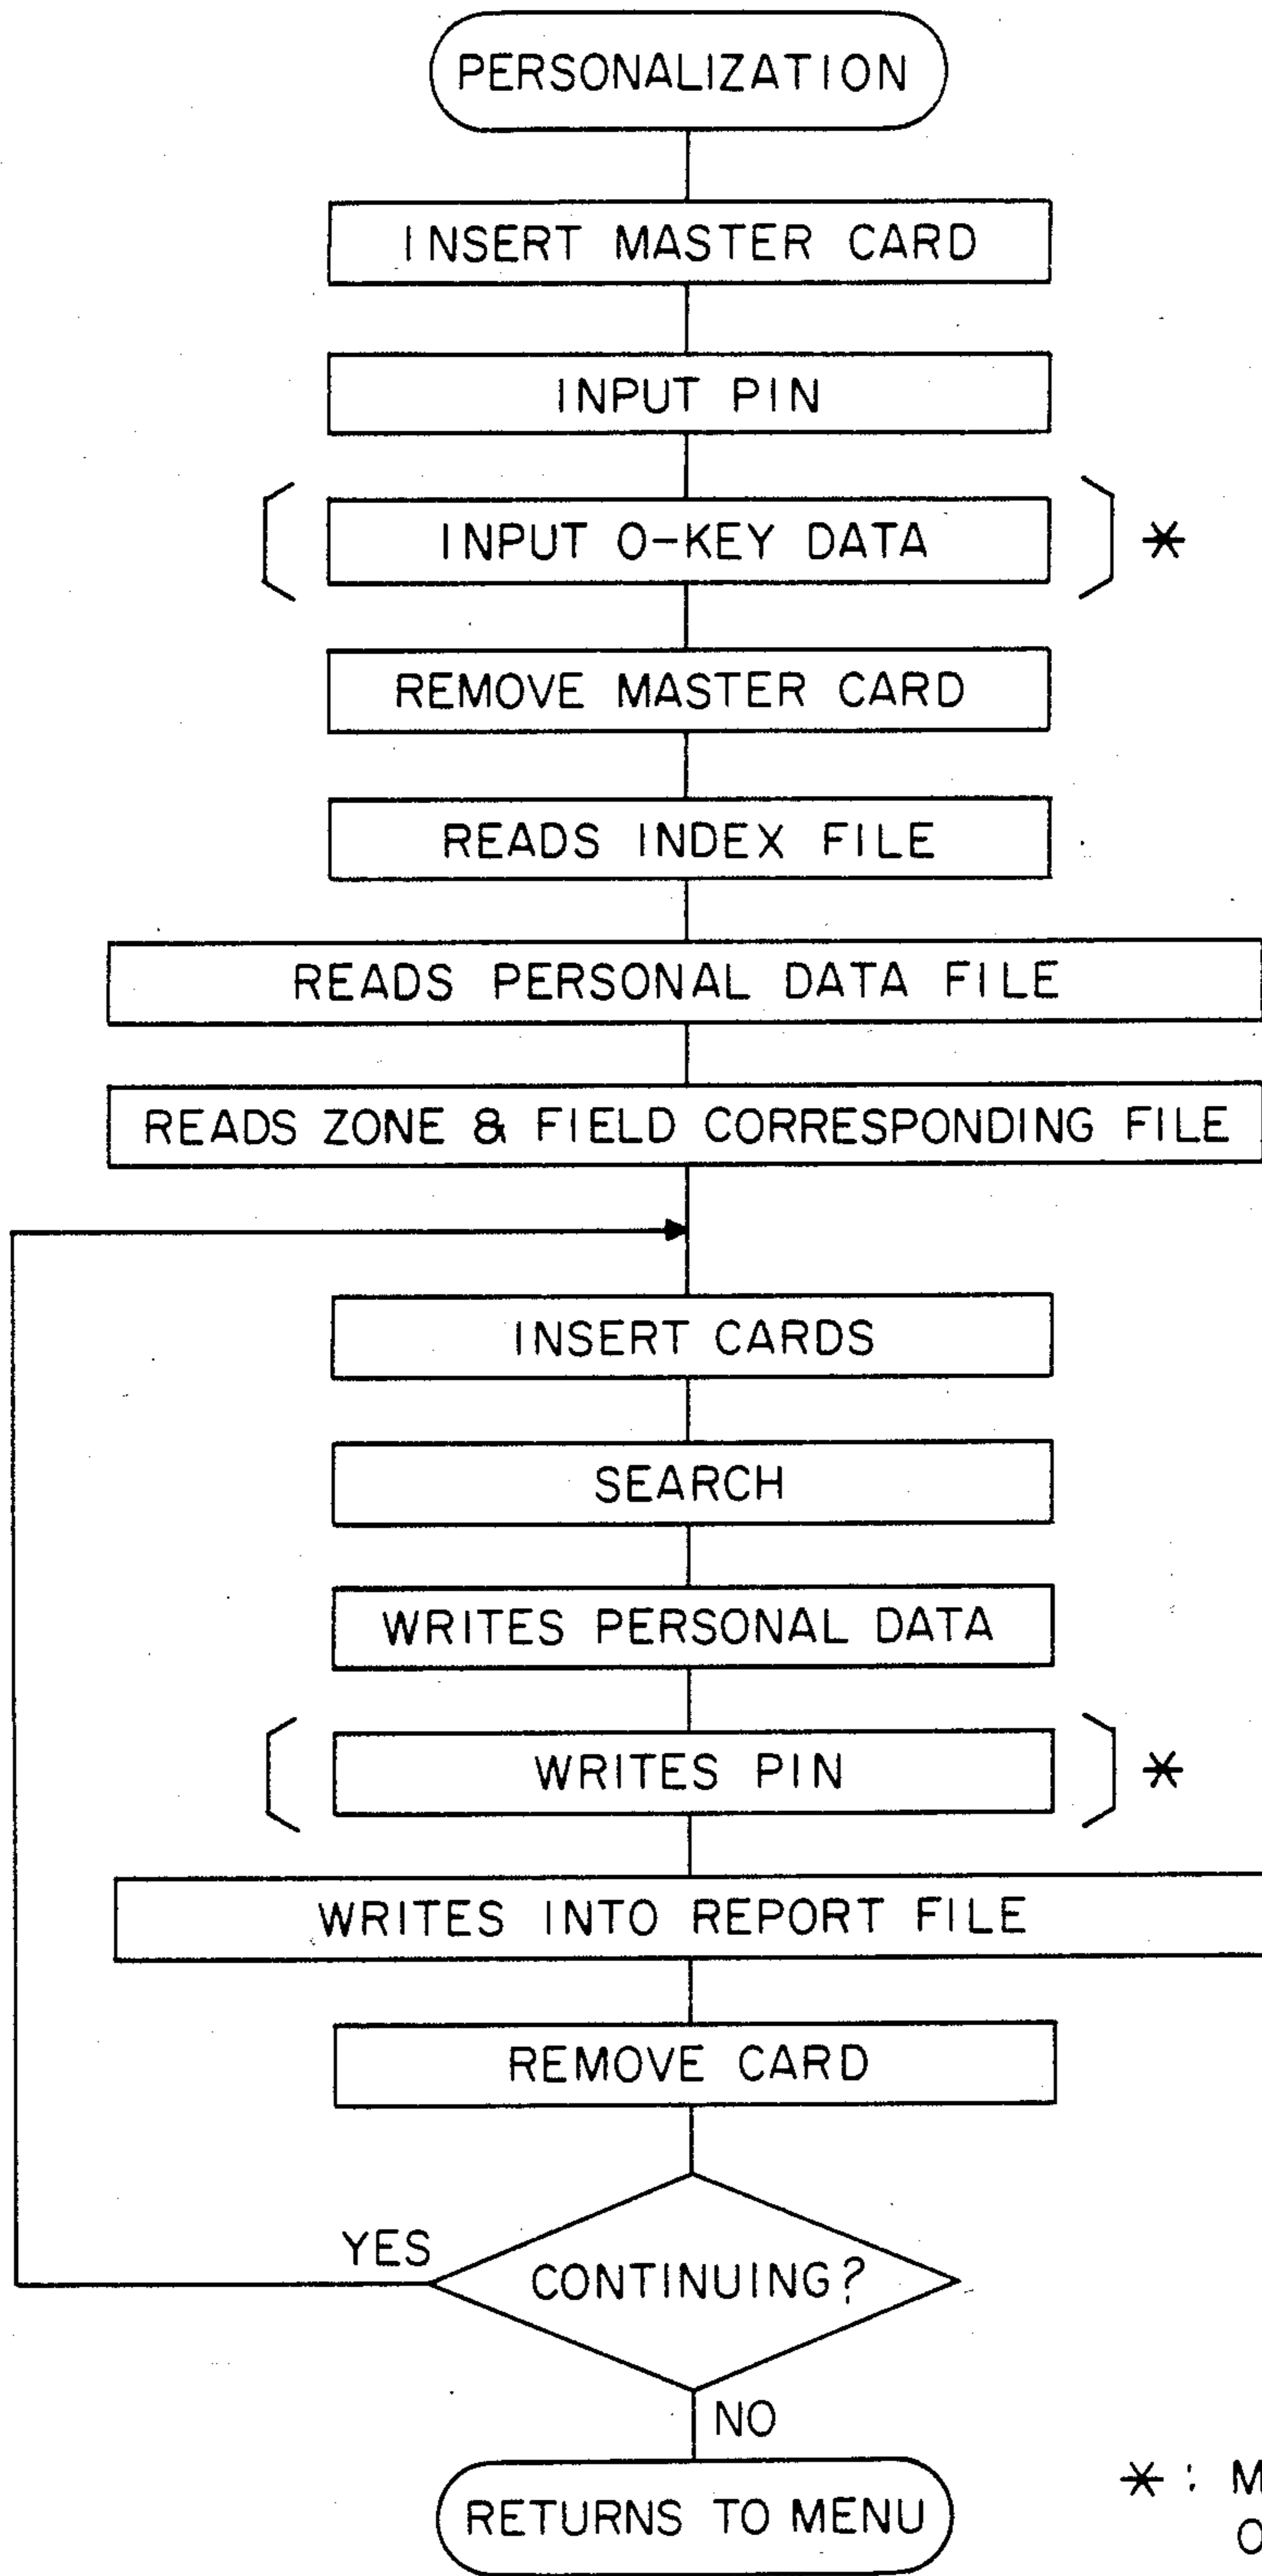 PERSONALIZATION
INSERT MASTER CARD
INPUT PIN
INPUT O-KEY DATA
*
REMOVE MASTER CARD
READS INDEX FILE
READS PERSONAL DATA FILE
READS ZONE & FIELD CORRESPONDING FILE
INSERT CARDS
SEARCH
WRITES PERSONAL DATA
WRITES PIN
*
WRITES INTO REPORT FILE
REMOVE CARD
YES
CONTINUING?
NO
* :
RETURNS TO MENU